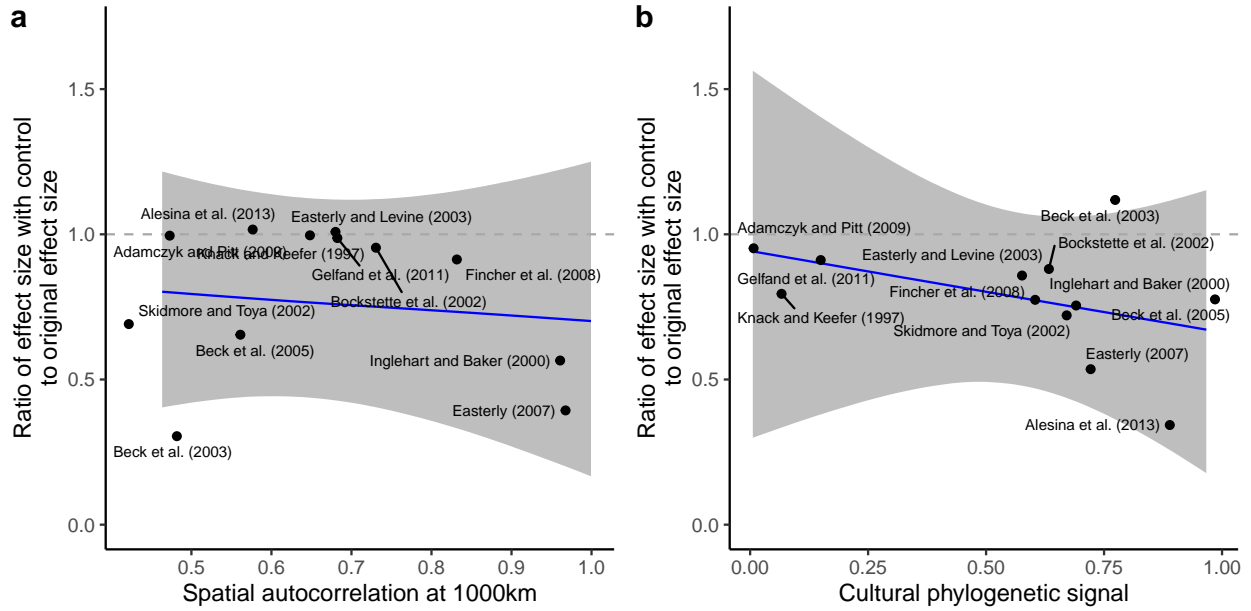 a
Ratio of effect size with control
to original effect size
1.5
1.0
0.5
0.0
Alesina et al. (2013)
Easterly and Levine (2003)
Adamczyk and Pitt (2009)
Knack and Keefer (1997)
Gelfand et al. (2011)
Fincher et al. (2008)
Bockstette et al. (2002)
Skidmore and Toya (2002)
Beck et al. (2005)
Inglehart and Baker (2000)
Easterly (2007)
Beck et al. (2003)
0.5
0.6
0.7
0.8
0.9
1.0
Spatial autocorrelation at 1000km
b
Ratio of effect size with control
to original effect size
1.5
1.0
0.5
0.0
Beck et al. (2003)
Adamczyk and Pitt (2009)
Bockstette et al. (2002)
Easterly and Levine (2003)
Gelfand et al. (2011)
Inglehart and Baker (2000)
Fincher et al. (2008)
Knack and Keefer (1997)
Beck et al. (2005)
Skidmore and Toya (2002)
Easterly (2007)
Alesina et al. (2013)
0.00
0.25
0.50
0.75
1.00
Cultural phylogenetic signal